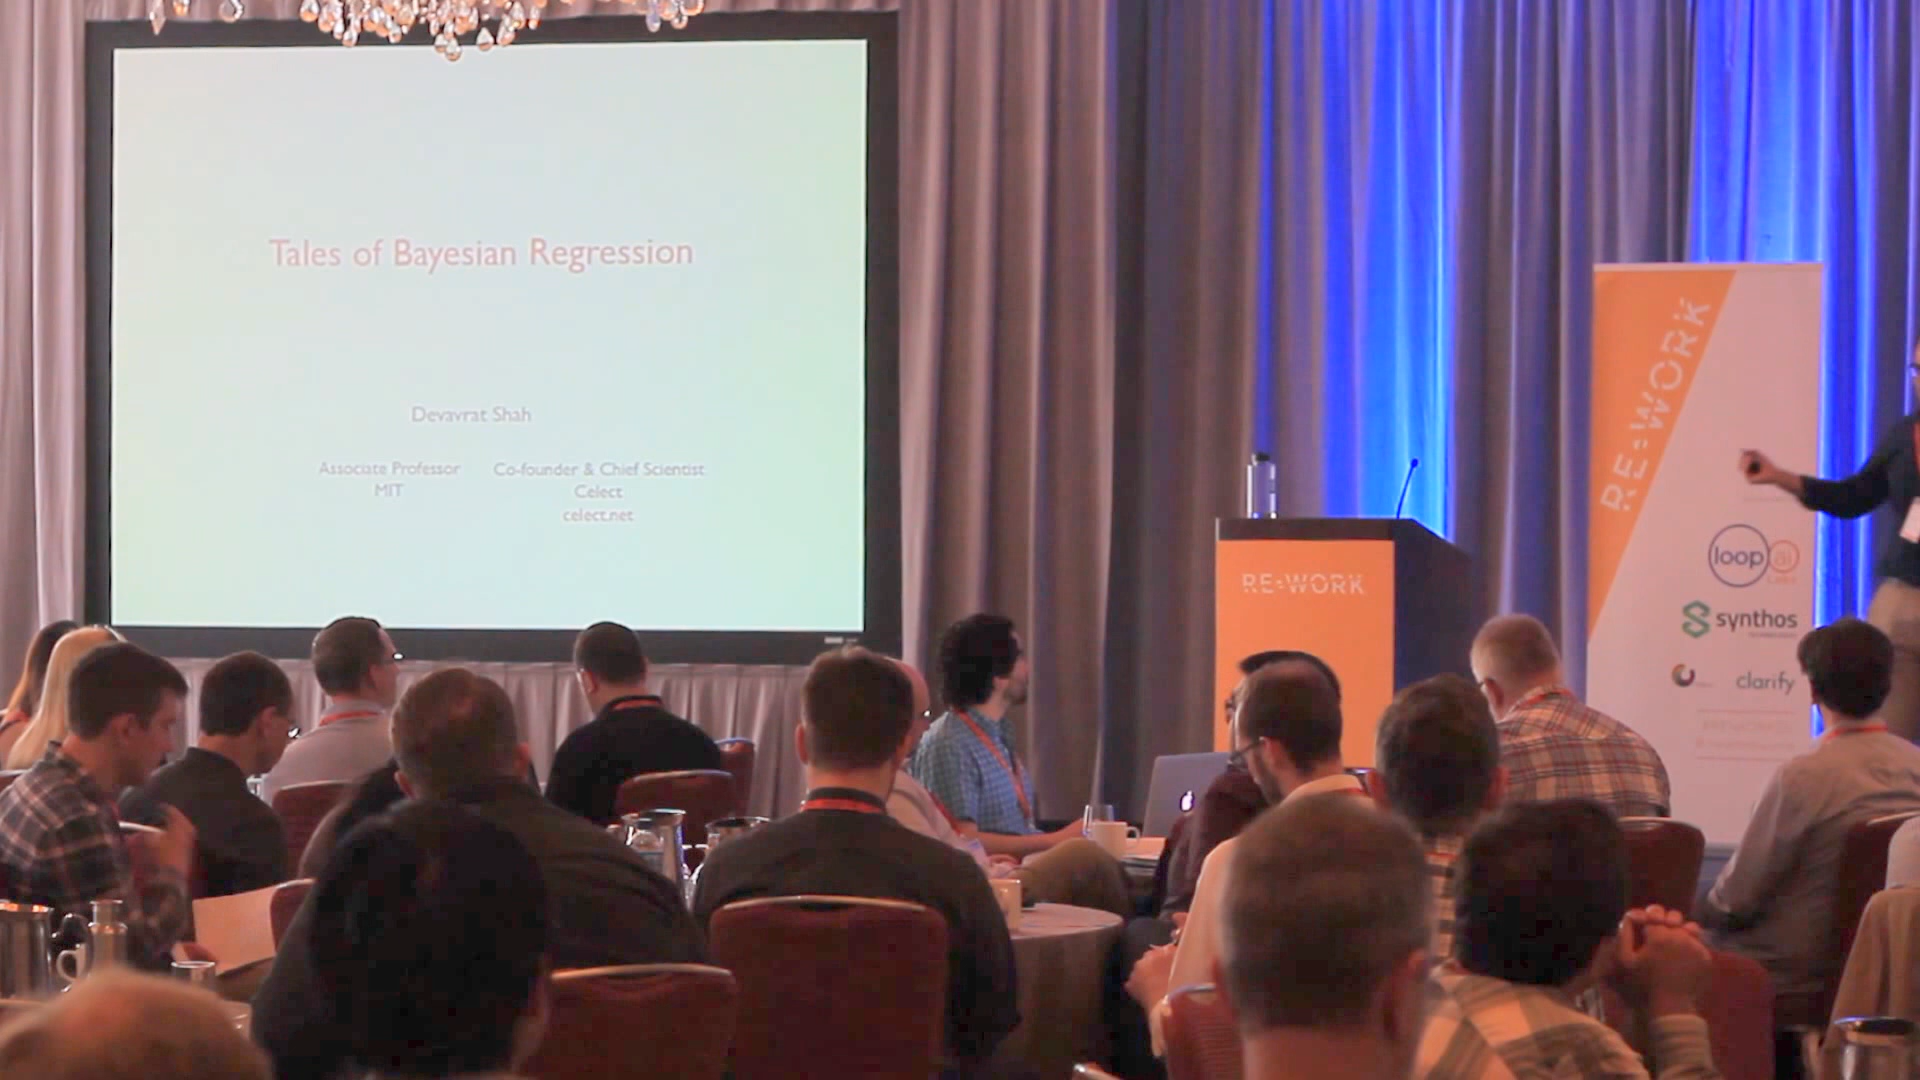 Tales of Bayesian Regression
Devavrat Shah
Associate Professor
MIT
Co-founder & Chief Scientist
Celect
celect.net
RE•WORK
RE•WORK
loop ai
Labs
synthos
clarify